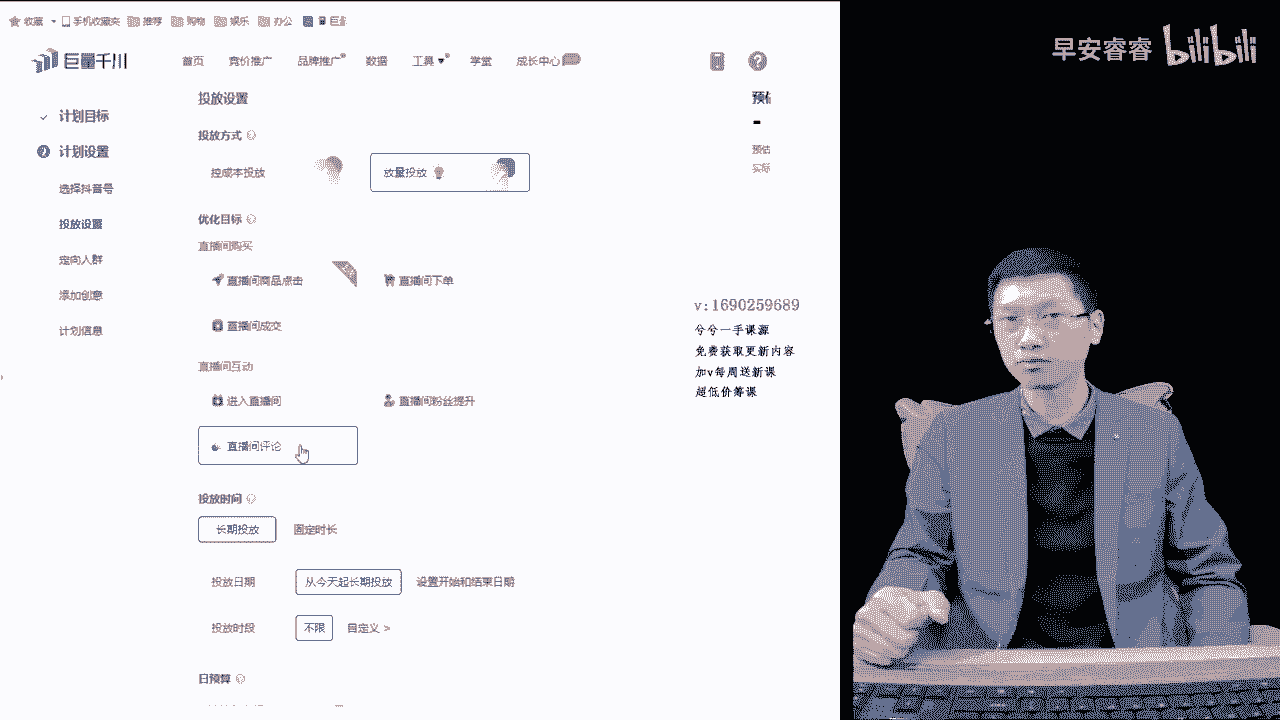 收藏 手机收藏夹 推荐 购物 娱乐 办公
巨量千川 首页 竞价推广 品牌推广 数据 工具 学堂 成长中心
早安睿睿 bilibili
计划目标
计划设置
选择抖音号
投放设置
定向人群
添加创意
计划信息
投放设置
投放方式
控成本投放 放量投放
优化目标
直播间购买
直播间商品点击 直播间下单
直播间成交
直播间互动
进入直播间 直播间粉丝提升
直播间评论
投放时间
长期投放 固定时长
投放日期 从今天起长期投放 设置开始和结束日期
投放时段 不限 自定义 >
日预算
预估
实际
v:1690259689
兮兮一手课源
免费获取更新内容
加v每周送新课
超低价筹课